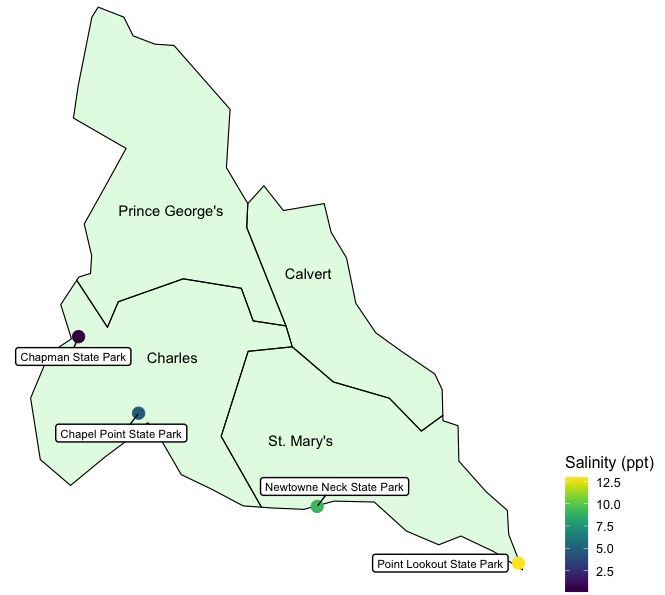 Prince George's
Calvert
Chapman State Park
Charles
Chapel Point State Park
St. Mary's
Newtowne Neck State Park
Point Lookout State Park
Salinity (ppt)
12.5
10.0
7.5
5.0
2.5